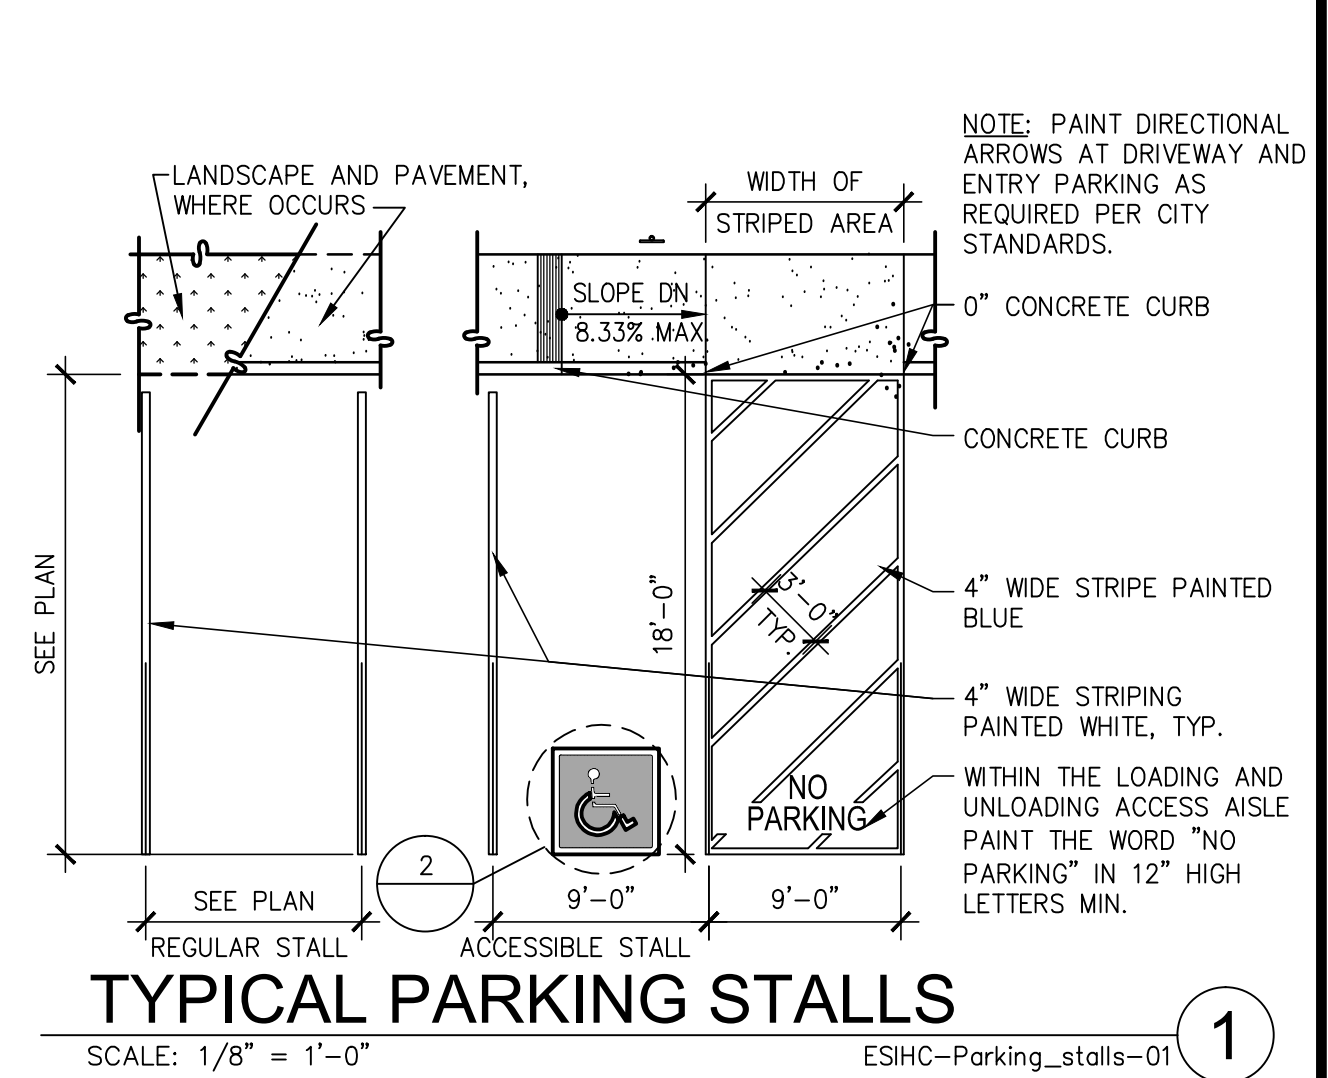 NOTE: PAINT DIRECTIONAL
ARROWS AT DRIVEWAY AND
ENTRY PARKING AS
REQUIRED PER CITY
STANDARDS.
LANDSCAPE AND PAVEMENT,
WHERE OCCURS
WIDTH OF
STRIPED AREA
SLOPE DN
8.33% MAX
0" CONCRETE CURB
CONCRETE CURB
SEE PLAN
18'-0"
3'-0"
TYP.
4" WIDE STRIPE PAINTED
BLUE
4" WIDE STRIPING
PAINTED WHITE, TYP.
NO
PARKING
WITHIN THE LOADING AND
UNLOADING ACCESS AISLE
PAINT THE WORD "NO
PARKING" IN 12" HIGH
LETTERS MIN.
2
SEE PLAN
9'-0"
9'-0"
REGULAR STALL
ACCESSIBLE STALL
TYPICAL PARKING STALLS
1
SCALE: 1/8" = 1'-0"
ESIHC-Parking_stalls-01